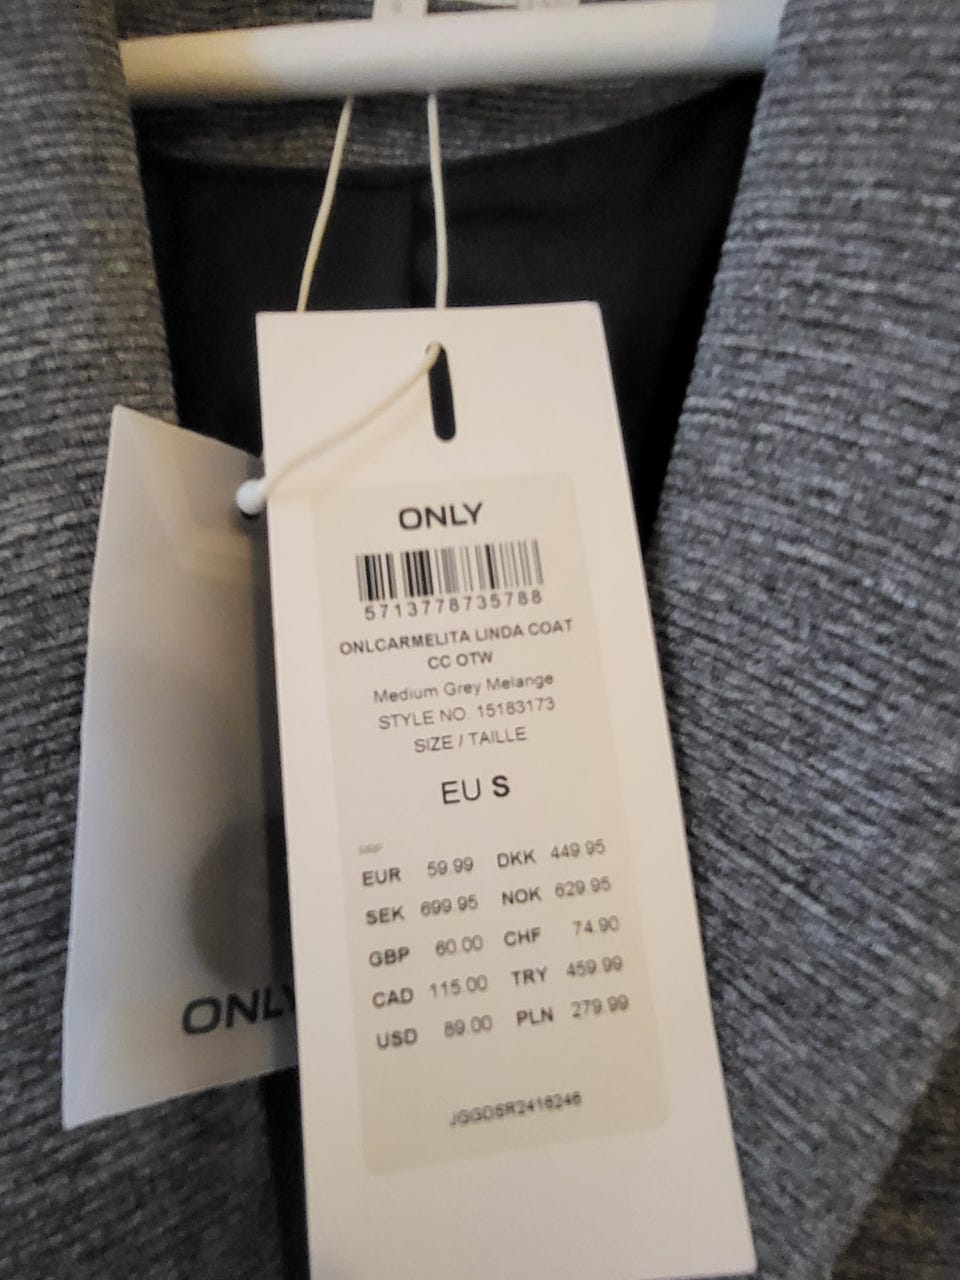 ONLY
5713778735788
ONLCARMELITA LINDA COAT
CC OTW
Medium Grey Melange
STYLE NO. 15183173
SIZE / TAILLE
EU S
RRP
EUR 59.99 DKK 449.95
SEK 699.95 NOK 629.95
GBP 60.00 CHF 74.90
CAD 115.00 TRY 459.99
USD 89.00 PLN 279.99
JGGDSR2416246
ONLY